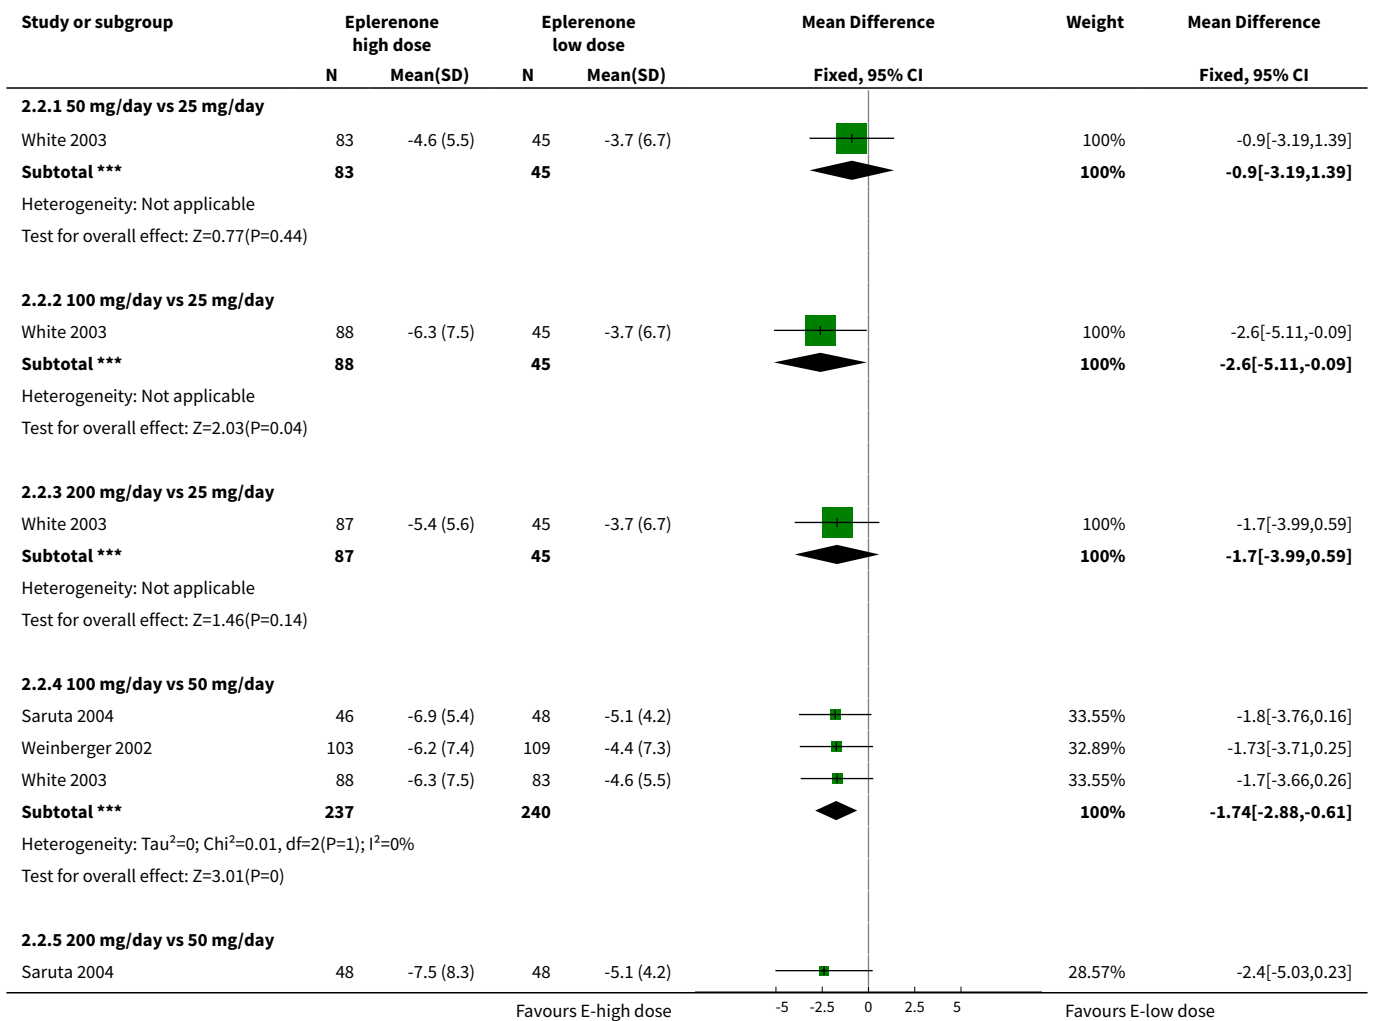 Study or subgroup Eplerenone high dose Eplerenone low dose Mean Difference Weight Mean Difference
N Mean(SD) N Mean(SD) Fixed, 95% CI Fixed, 95% CI
2.2.1 50 mg/day vs 25 mg/day
White 2003 83 -4.6 (5.5) 45 -3.7 (6.7) 100% -0.9[-3.19,1.39]
Subtotal *** 83 45 100% -0.9[-3.19,1.39]
Heterogeneity: Not applicable
Test for overall effect: Z=0.77(P=0.44)
2.2.2 100 mg/day vs 25 mg/day
White 2003 88 -6.3 (7.5) 45 -3.7 (6.7) 100% -2.6[-5.11,-0.09]
Subtotal *** 88 45 100% -2.6[-5.11,-0.09]
Heterogeneity: Not applicable
Test for overall effect: Z=2.03(P=0.04)
2.2.3 200 mg/day vs 25 mg/day
White 2003 87 -5.4 (5.6) 45 -3.7 (6.7) 100% -1.7[-3.99,0.59]
Subtotal *** 87 45 100% -1.7[-3.99,0.59]
Heterogeneity: Not applicable
Test for overall effect: Z=1.46(P=0.14)
2.2.4 100 mg/day vs 50 mg/day
Saruta 2004 46 -6.9 (5.4) 48 -5.1 (4.2) 33.55% -1.8[-3.76,0.16]
Weinberger 2002 103 -6.2 (7.4) 109 -4.4 (7.3) 32.89% -1.73[-3.71,0.25]
White 2003 88 -6.3 (7.5) 83 -4.6 (5.5) 33.55% -1.7[-3.66,0.26]
Subtotal *** 237 240 100% -1.74[-2.88,-0.61]
Heterogeneity: Tau²=0; Chi²=0.01, df=2(P=1); I²=0%
Test for overall effect: Z=3.01(P=0)
2.2.5 200 mg/day vs 50 mg/day
Saruta 2004 48 -7.5 (8.3) 48 -5.1 (4.2) 28.57% -2.4[-5.03,0.23]
Favours E-high dose -5 -2.5 0 2.5 5 Favours E-low dose